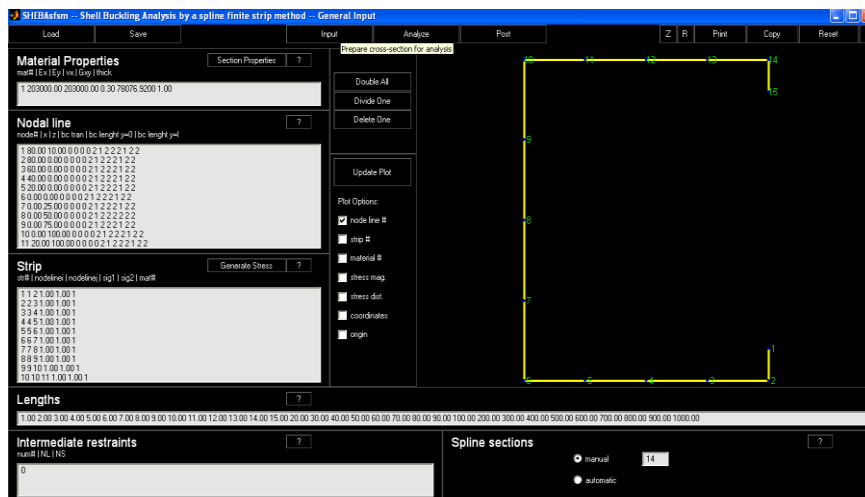 SHEBAsfsm -- Shell Buckling Analysis by a spline finite strip method -- General Input
Load Save Input Analyze Post Z R Print Copy Reset
Prepare cross-section for analysis
Material Properties Section Properties ?
mat# | Ex | Ey | vx | Gxy | thick
1 203000.00 203000.00 0.30 78076.9200 1.00
Nodal line ?
node# | x | z | bc tran | bc lenght y=0 | bc lenght y=l
1 80.00 10.00 0 0 0 0 2 1 2 2 2 1 2 2
2 80.00 0.00 0 0 0 0 2 1 2 2 2 1 2 2
3 60.00 0.00 0 0 0 0 2 1 2 2 2 1 2 2
4 40.00 0.00 0 0 0 0 2 1 2 2 2 1 2 2
5 20.00 0.00 0 0 0 0 2 1 2 2 2 1 2 2
6 0.00 0.00 0 0 0 0 2 1 2 2 2 1 2 2
7 0.00 25.00 0 0 0 0 2 1 2 2 2 1 2 2
8 0.00 50.00 0 0 0 0 2 1 2 2 2 2 2 2
9 0.00 75.00 0 0 0 0 2 1 2 2 2 1 2 2
10 0.00 100.00 0 0 0 0 2 1 2 2 2 1 2 2
11 20.00 100.00 0 0 0 0 2 1 2 2 2 1 2 2
Strip Generate Stress ?
str# | nodelinei | nodelinej | sig1 | sig2 | mat#
1 1 2 1.00 1.00 1
2 2 3 1.00 1.00 1
3 3 4 1.00 1.00 1
4 4 5 1.00 1.00 1
5 5 6 1.00 1.00 1
6 6 7 1.00 1.00 1
7 7 8 1.00 1.00 1
8 8 9 1.00 1.00 1
9 9 10 1.00 1.00 1
10 10 11 1.00 1.00 1
Double All
Divide One
Delete One
Update Plot
Plot Options:
node line #
strip #
material #
stress mag.
stress dist.
coordinates
origin
10 11 12 13 14
15
9
8
7
1
6 5 4 3 2
Lengths ?
1.00 2.00 3.00 4.00 5.00 6.00 7.00 8.00 9.00 10.00 11.00 12.00 13.00 14.00 15.00 20.00 30.00 40.00 50.00 60.00 70.00 80.00 90.00 100.00 200.00 300.00 400.00 500.00 600.00 700.00 800.00 900.00 1000.00
Intermediate restraints ?
num# | NL | NS
0
Spline sections ?
manual 14
automatic